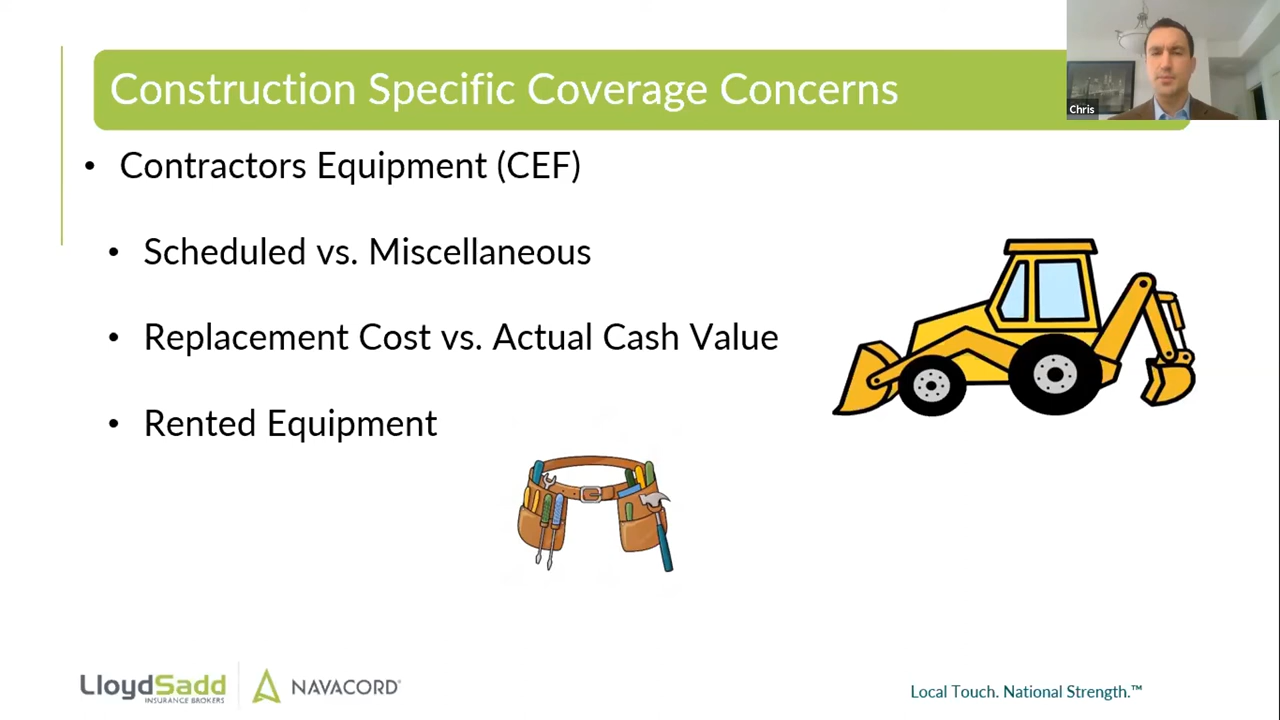 Construction Specific Coverage Concerns
Chris
• Contractors Equipment (CEF)
• Scheduled vs. Miscellaneous
• Replacement Cost vs. Actual Cash Value
• Rented Equipment
LloydSadd
INSURANCE BROKERS
NAVACORD®
Local Touch. National Strength.™